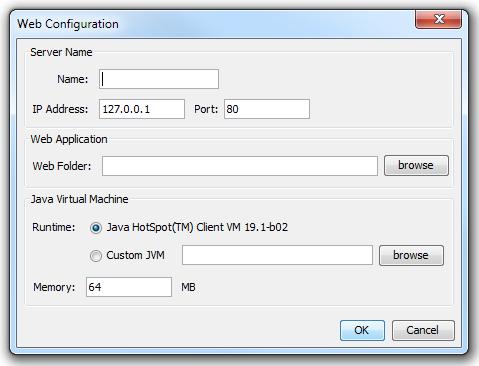 Web Configuration
Server Name
Name:
IP Address: 127.0.0.1 Port: 80
Web Application
Web Folder: browse
Java Virtual Machine
Runtime: Java HotSpot(TM) Client VM 19.1-b02
Custom JVM browse
Memory: 64 MB
OK Cancel